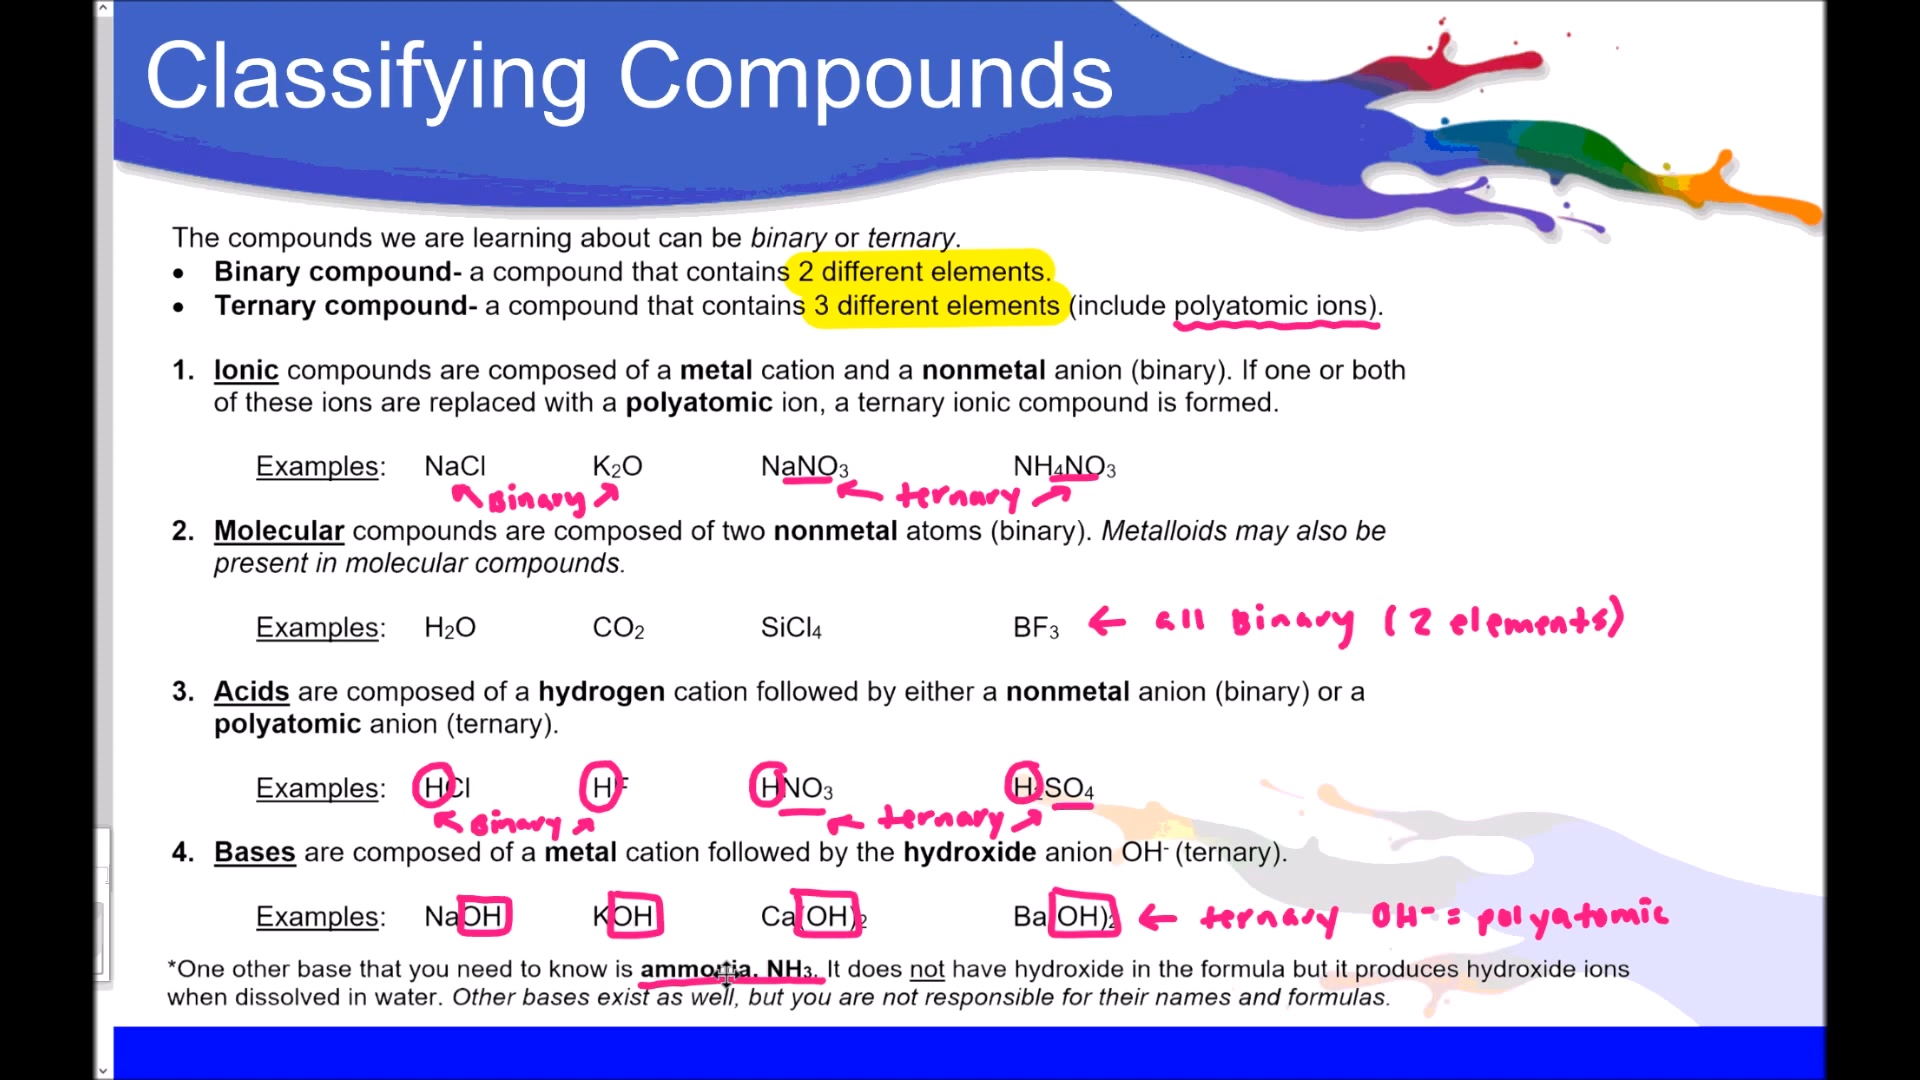 Classifying Compounds
The compounds we are learning about can be binary or ternary.
• Binary compound- a compound that contains 2 different elements.
• Ternary compound- a compound that contains 3 different elements (include polyatomic ions).
1. Ionic compounds are composed of a metal cation and a nonmetal anion (binary). If one or both
of these ions are replaced with a polyatomic ion, a ternary ionic compound is formed.
Examples: NaCl K₂O NaNO₃ NH₄NO₃
↖ Binary ↗ ↖ ternary ↗
2. Molecular compounds are composed of two nonmetal atoms (binary). Metalloids may also be
present in molecular compounds.
Examples: H₂O CO₂ SiCl₄ BF₃ ← all Binary (2 elements)
3. Acids are composed of a hydrogen cation followed by either a nonmetal anion (binary) or a
polyatomic anion (ternary).
Examples: HCl HF HNO₃ H₂SO₄
↖ Binary ↗ ↖ ternary ↗
4. Bases are composed of a metal cation followed by the hydroxide anion OH⁻ (ternary).
Examples: NaOH KOH Ca(OH)₂ Ba(OH)₂ ← ternary OH⁻ = polyatomic
*One other base that you need to know is ammonia, NH₃. It does not have hydroxide in the formula but it produces hydroxide ions
when dissolved in water. Other bases exist as well, but you are not responsible for their names and formulas.